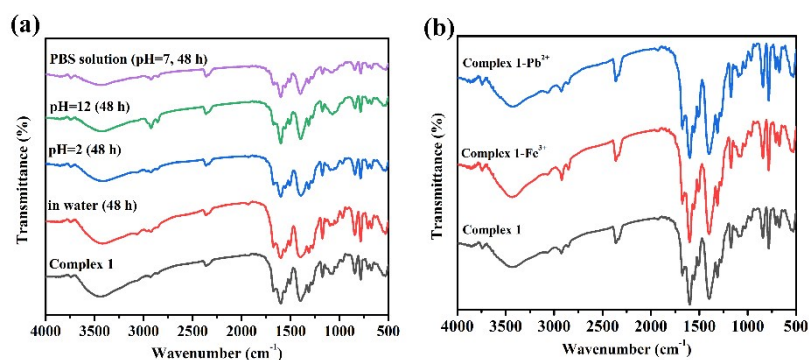 (a)
PBS solution (pH=7, 48 h)
pH=12 (48 h)
pH=2 (48 h)
in water (48 h)
Complex 1
Transmittance (%)
4000 3500 3000 2500 2000 1500 1000 500
Wavenumber (cm⁻¹)
(b)
Complex 1-Pb²⁺
Complex 1-Fe³⁺
Complex 1
Transmittance (%)
4000 3500 3000 2500 2000 1500 1000 500
Wavenumber (cm⁻¹)